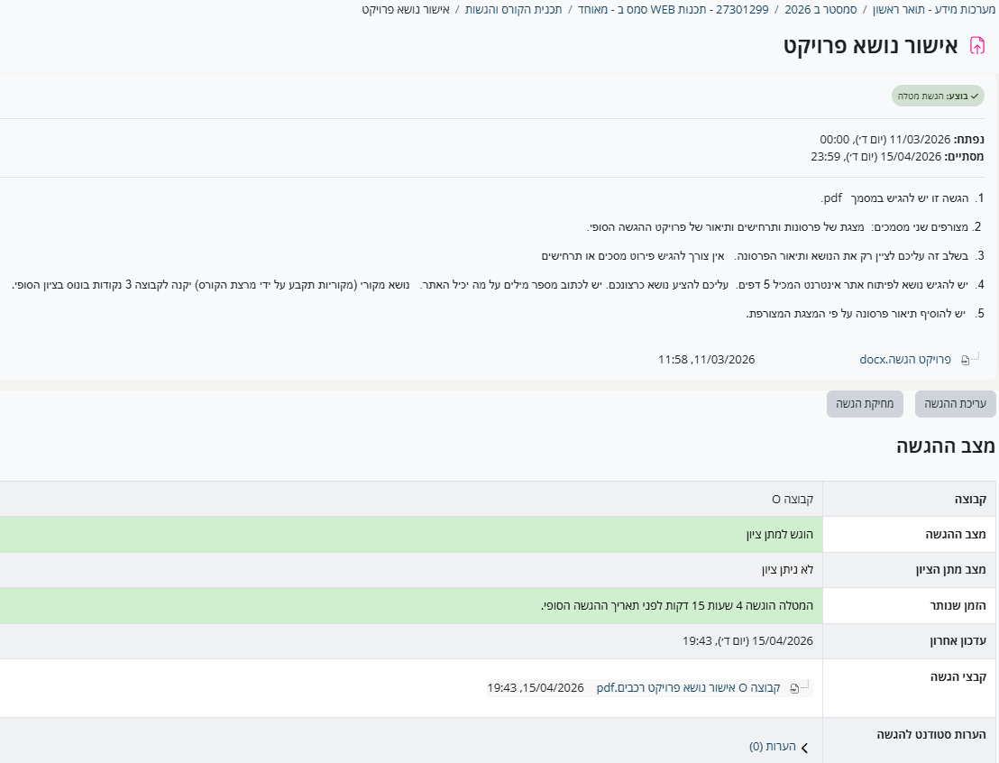 מערכות מידע - תואר ראשון / סמסטר ב 2026 / 27301299 - תכנות WEB סמס ב - מאוחד / תכנית הקורס והגשות / אישור נושא פרויקט
אישור נושא פרויקט
בוצע: הגשת מטלה
נפתח: 11/03/2026 (יום ד'), 00:00
מסתיים: 15/04/2026 (יום ד'), 23:59
1. הגשה זו יש להגיש במסמך pdf.
2. מצורפים שני מסמכים: מצגת של פרסונות ותרחישים ותיאור של פרויקט ההגשה הסופי.
3. בשלב זה עליכם לציין רק את הנושא ותיאור הפרסונה. אין צורך להגיש פירוט מסכים או תרחישים
4. יש להגיש נושא לפיתוח אתר אינטרנט המכיל 5 דפים. עליכם להציע נושא כרצונכם. יש לכתוב מספר מילים על מה יכיל האתר. נושא מקורי (מקוריות תקבע על ידי מרצת הקורס) יקנה לקבוצה 3 נקודות בונוס בציון הסופי.
5. יש להוסיף תיאור פרסונה על פי המצגת המצורפת.
פרויקט הגשה.docx 11/03/2026, 11:58
עריכת ההגשה מחיקת הגשה
מצב ההגשה
קבוצה קבוצה O
מצב ההגשה הוגש למתן ציון
מצב מתן הציון לא ניתן ציון
הזמן שנותר המטלה הוגשה 4 שעות 15 דקות לפני תאריך ההגשה הסופי.
עדכון אחרון 15/04/2026 (יום ד'), 19:43
קבצי הגשה קבוצה O אישור נושא פרויקט רכבים.pdf 15/04/2026, 19:43
הערות סטודנט להגשה הערות (0)